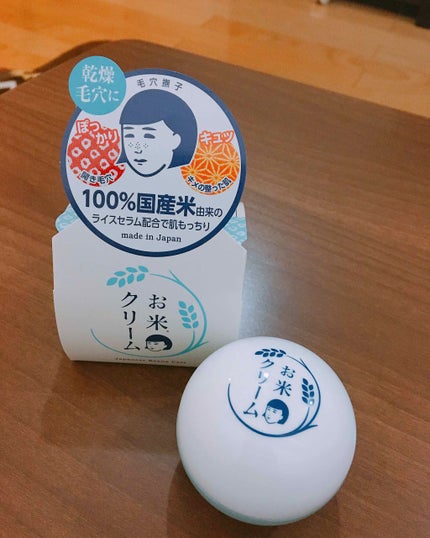 乾燥
毛穴に
毛穴撫子
ぽっ
かり
開き毛穴
キュッ
キメの整った肌
100%国産米由来の
ライスセラム配合で肌もっちり
made in Japan
お米の
クリーム
Japanese Beauty Care
お米の
クリーム